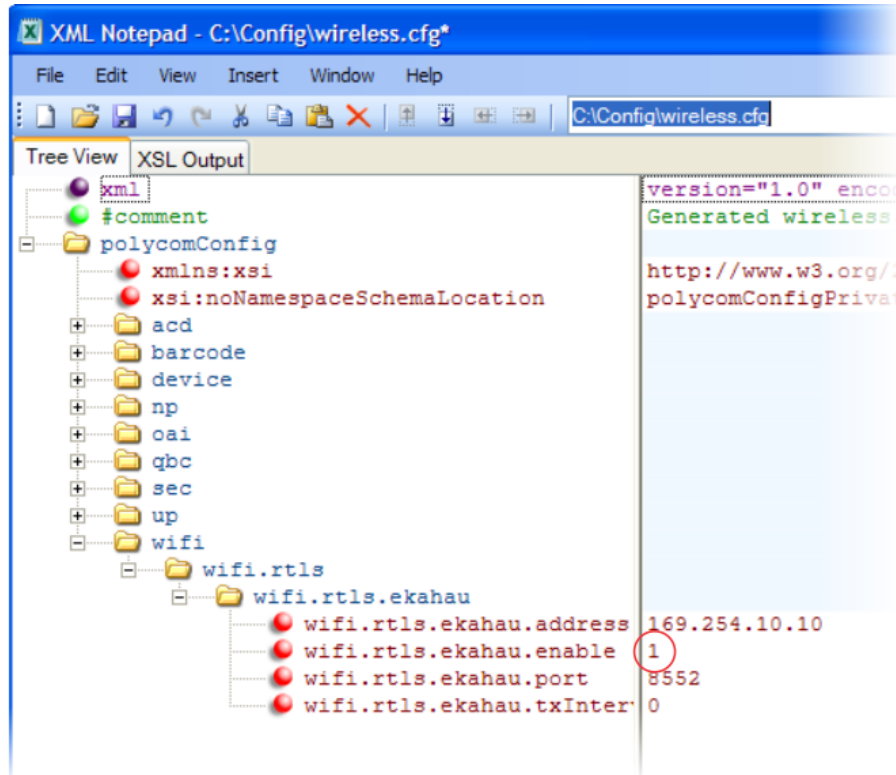 XML Notepad - C:\Config\wireless.cfg*
File Edit View Insert Window Help
C:\Config\wireless.cfg
Tree View XSL Output
xml version="1.0"
#comment Generated wireless
polycomConfig
xmlns:xsi http://www.w3.org/
xsi:noNamespaceSchemaLocation
acd
barcode
device
np
oai
qbc
sec
up
wifi
wifi.rtls
wifi.rtls.ekahau
wifi.rtls.ekahau.address 169.254.10.10
wifi.rtls.ekahau.enable 1
wifi.rtls.ekahau.port 8552
wifi.rtls.ekahau.txInter 0